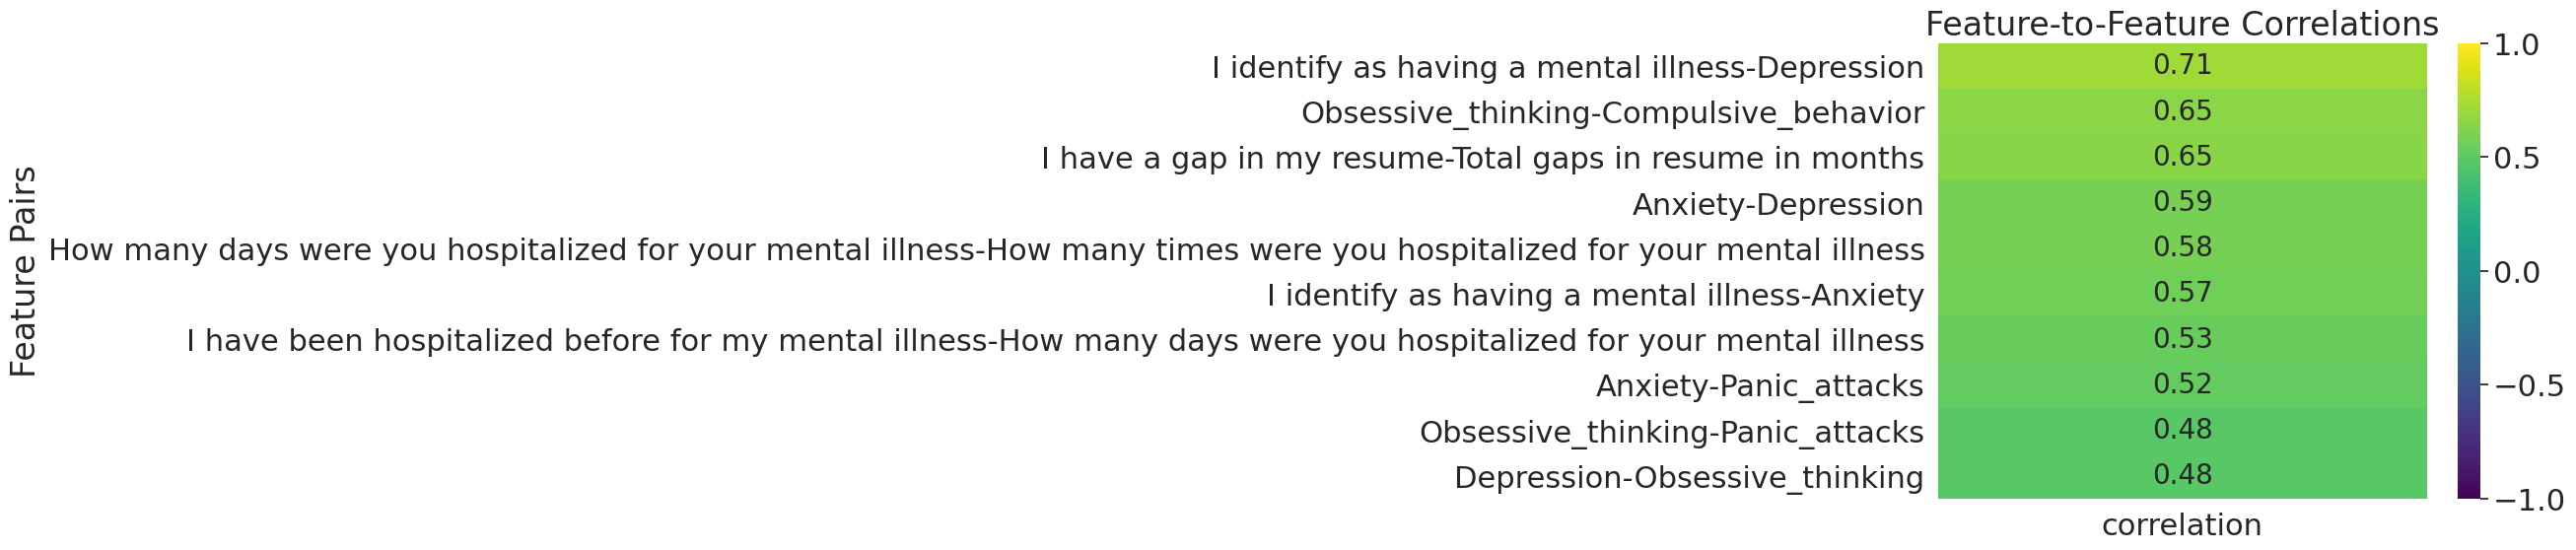 Feature-to-Feature Correlations
Feature Pairs
I identify as having a mental illness-Depression 0.71
Obsessive_thinking-Compulsive_behavior 0.65
I have a gap in my resume-Total gaps in resume in months 0.65
Anxiety-Depression 0.59
How many days were you hospitalized for your mental illness-How many times were you hospitalized for your mental illness 0.58
I identify as having a mental illness-Anxiety 0.57
I have been hospitalized before for my mental illness-How many days were you hospitalized for your mental illness 0.53
Anxiety-Panic_attacks 0.52
Obsessive_thinking-Panic_attacks 0.48
Depression-Obsessive_thinking 0.48
correlation
1.0
0.5
0.0
−0.5
−1.0